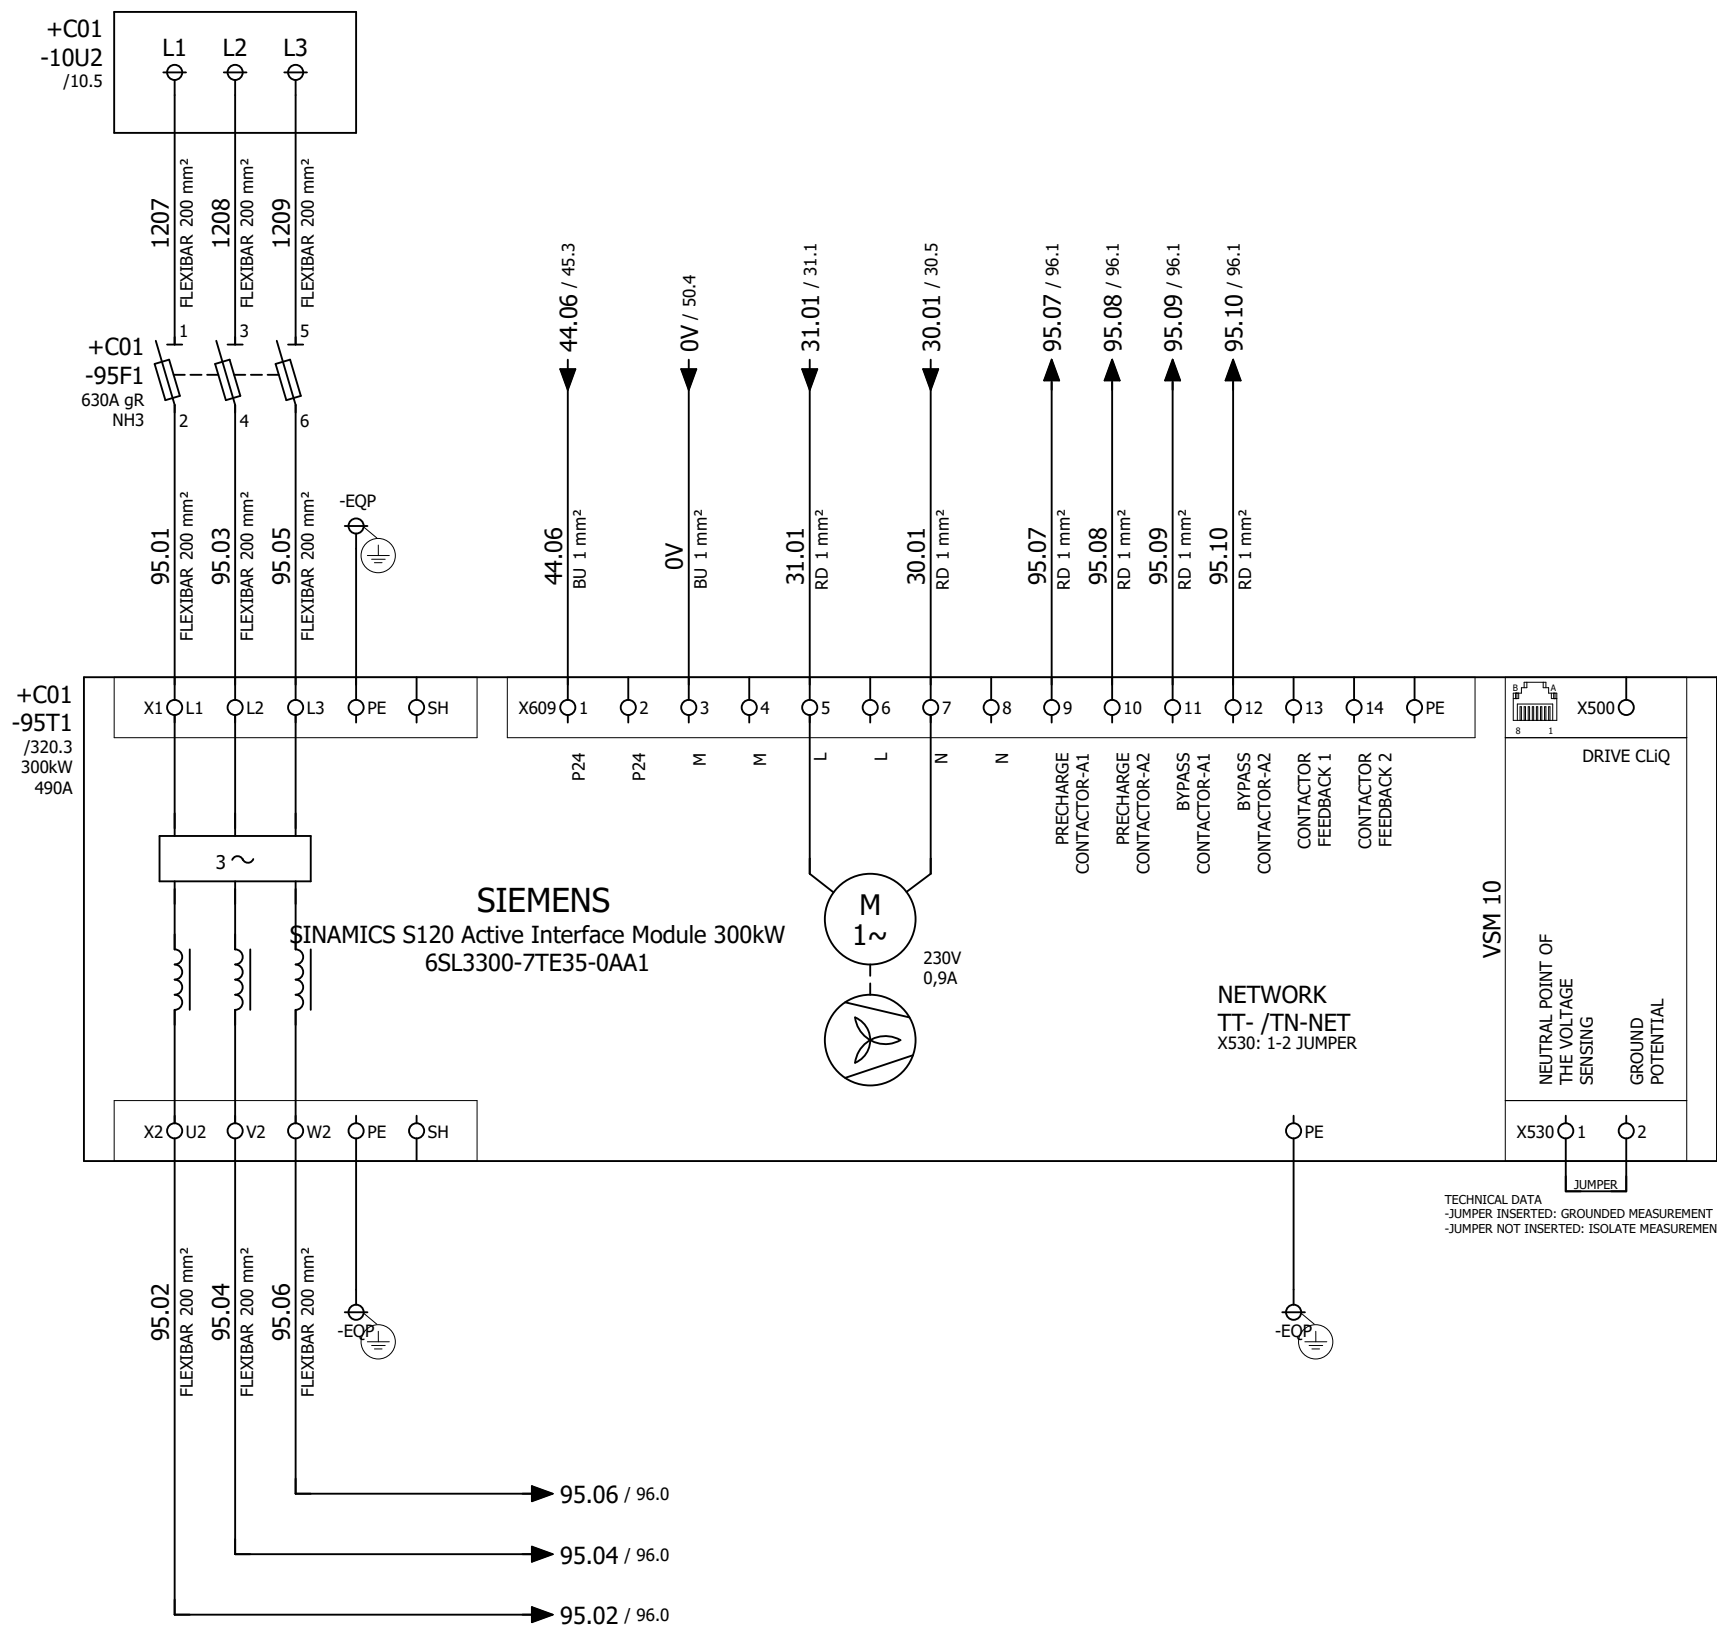 +C01
-10U2
/10.5
L1 L2 L3
1207
FLEXIBAR 200 mm²
1208
FLEXIBAR 200 mm²
1209
FLEXIBAR 200 mm²
44.06 / 45.3
0V / 50.4
31.01 / 31.1
30.01 / 30.5
95.07 / 96.1
95.08 / 96.1
95.09 / 96.1
95.10 / 96.1
+C01
-95F1
630A gR
NH3
1 3 5
2 4 6
95.01
FLEXIBAR 200 mm²
95.03
FLEXIBAR 200 mm²
95.05
FLEXIBAR 200 mm²
-EQP
44.06
BU 1 mm²
0V
BU 1 mm²
31.01
RD 1 mm²
30.01
RD 1 mm²
95.07
RD 1 mm²
95.08
RD 1 mm²
95.09
RD 1 mm²
95.10
RD 1 mm²
+C01
-95T1
/320.3
300kW
490A
X1 L1 L2 L3 PE SH
X609 1 2 3 4 5 6 7 8 9 10 11 12 13 14 PE
B A
8 1
X500
DRIVE CLiQ
P24
P24
M
M
L
L
N
N
PRECHARGE
CONTACTOR-A1
PRECHARGE
CONTACTOR-A2
BYPASS
CONTACTOR-A1
BYPASS
CONTACTOR-A2
CONTACTOR
FEEDBACK 1
CONTACTOR
FEEDBACK 2
3 ~
SIEMENS
SINAMICS S120 Active Interface Module 300kW
6SL3300-7TE35-0AA1
M
1~
230V
0,9A
VSM 10
NETWORK
TT- /TN-NET
X530: 1-2 JUMPER
NEUTRAL POINT OF
THE VOLTAGE
SENSING
GROUND
POTENTIAL
X2 U2 V2 W2 PE SH
PE
X530 1 2
JUMPER
TECHNICAL DATA
-JUMPER INSERTED: GROUNDED MEASUREMENT
-JUMPER NOT INSERTED: ISOLATE MEASUREMEN
95.02
FLEXIBAR 200 mm²
95.04
FLEXIBAR 200 mm²
95.06
FLEXIBAR 200 mm²
-EQP
-EQP
95.06 / 96.0
95.04 / 96.0
95.02 / 96.0